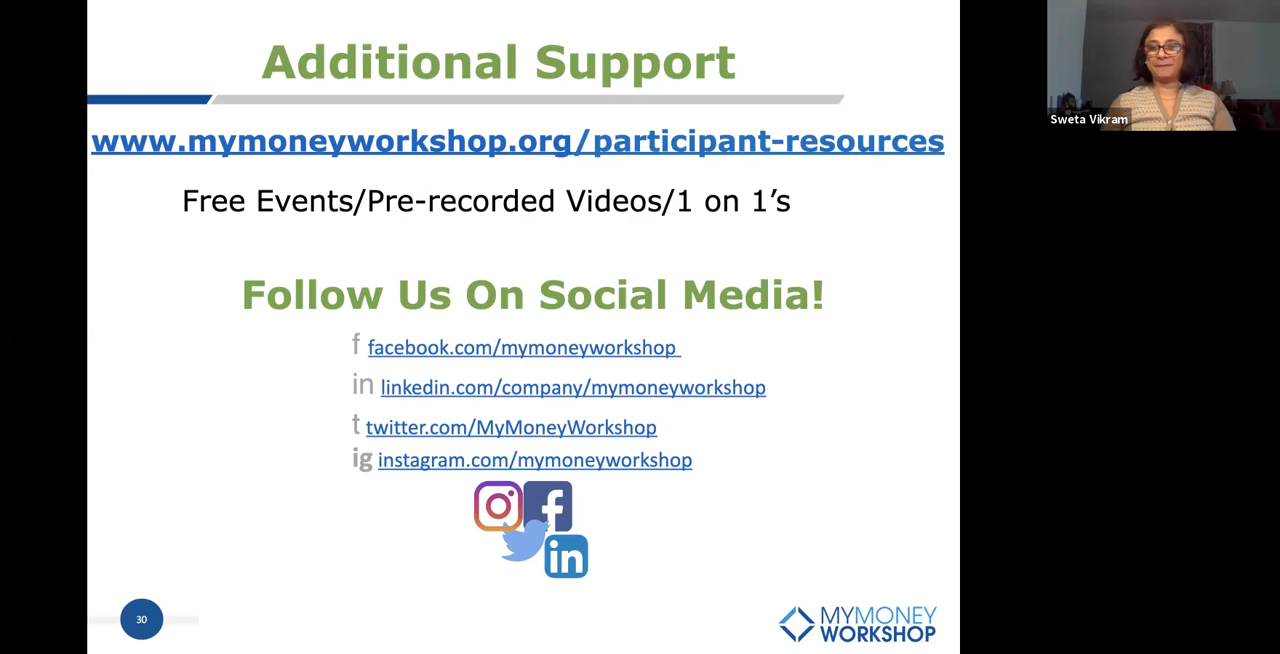 Additional Support
www.mymoneyworkshop.org/participant-resources
Free Events/Pre-recorded Videos/1 on 1’s
Follow Us On Social Media!
f facebook.com/mymoneyworkshop
in linkedin.com/company/mymoneyworkshop
t twitter.com/MyMoneyWorkshop
ig instagram.com/mymoneyworkshop
f
in
30
MYMONEY
WORKSHOP
Sweta Vikram